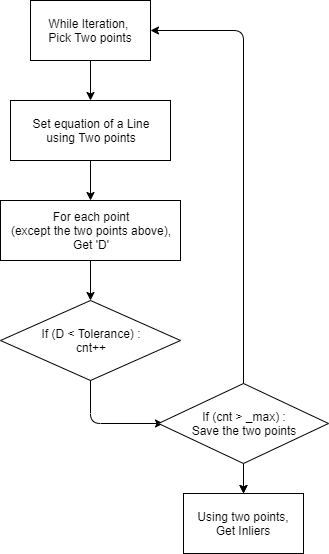 While Iteration,
Pick Two points
Set equation of a Line
using Two points
For each point
(except the two points above),
Get 'D'
If (D < Tolerance) :
cnt++
If (cnt > _max) :
Save the two points
Using two points,
Get Inliers